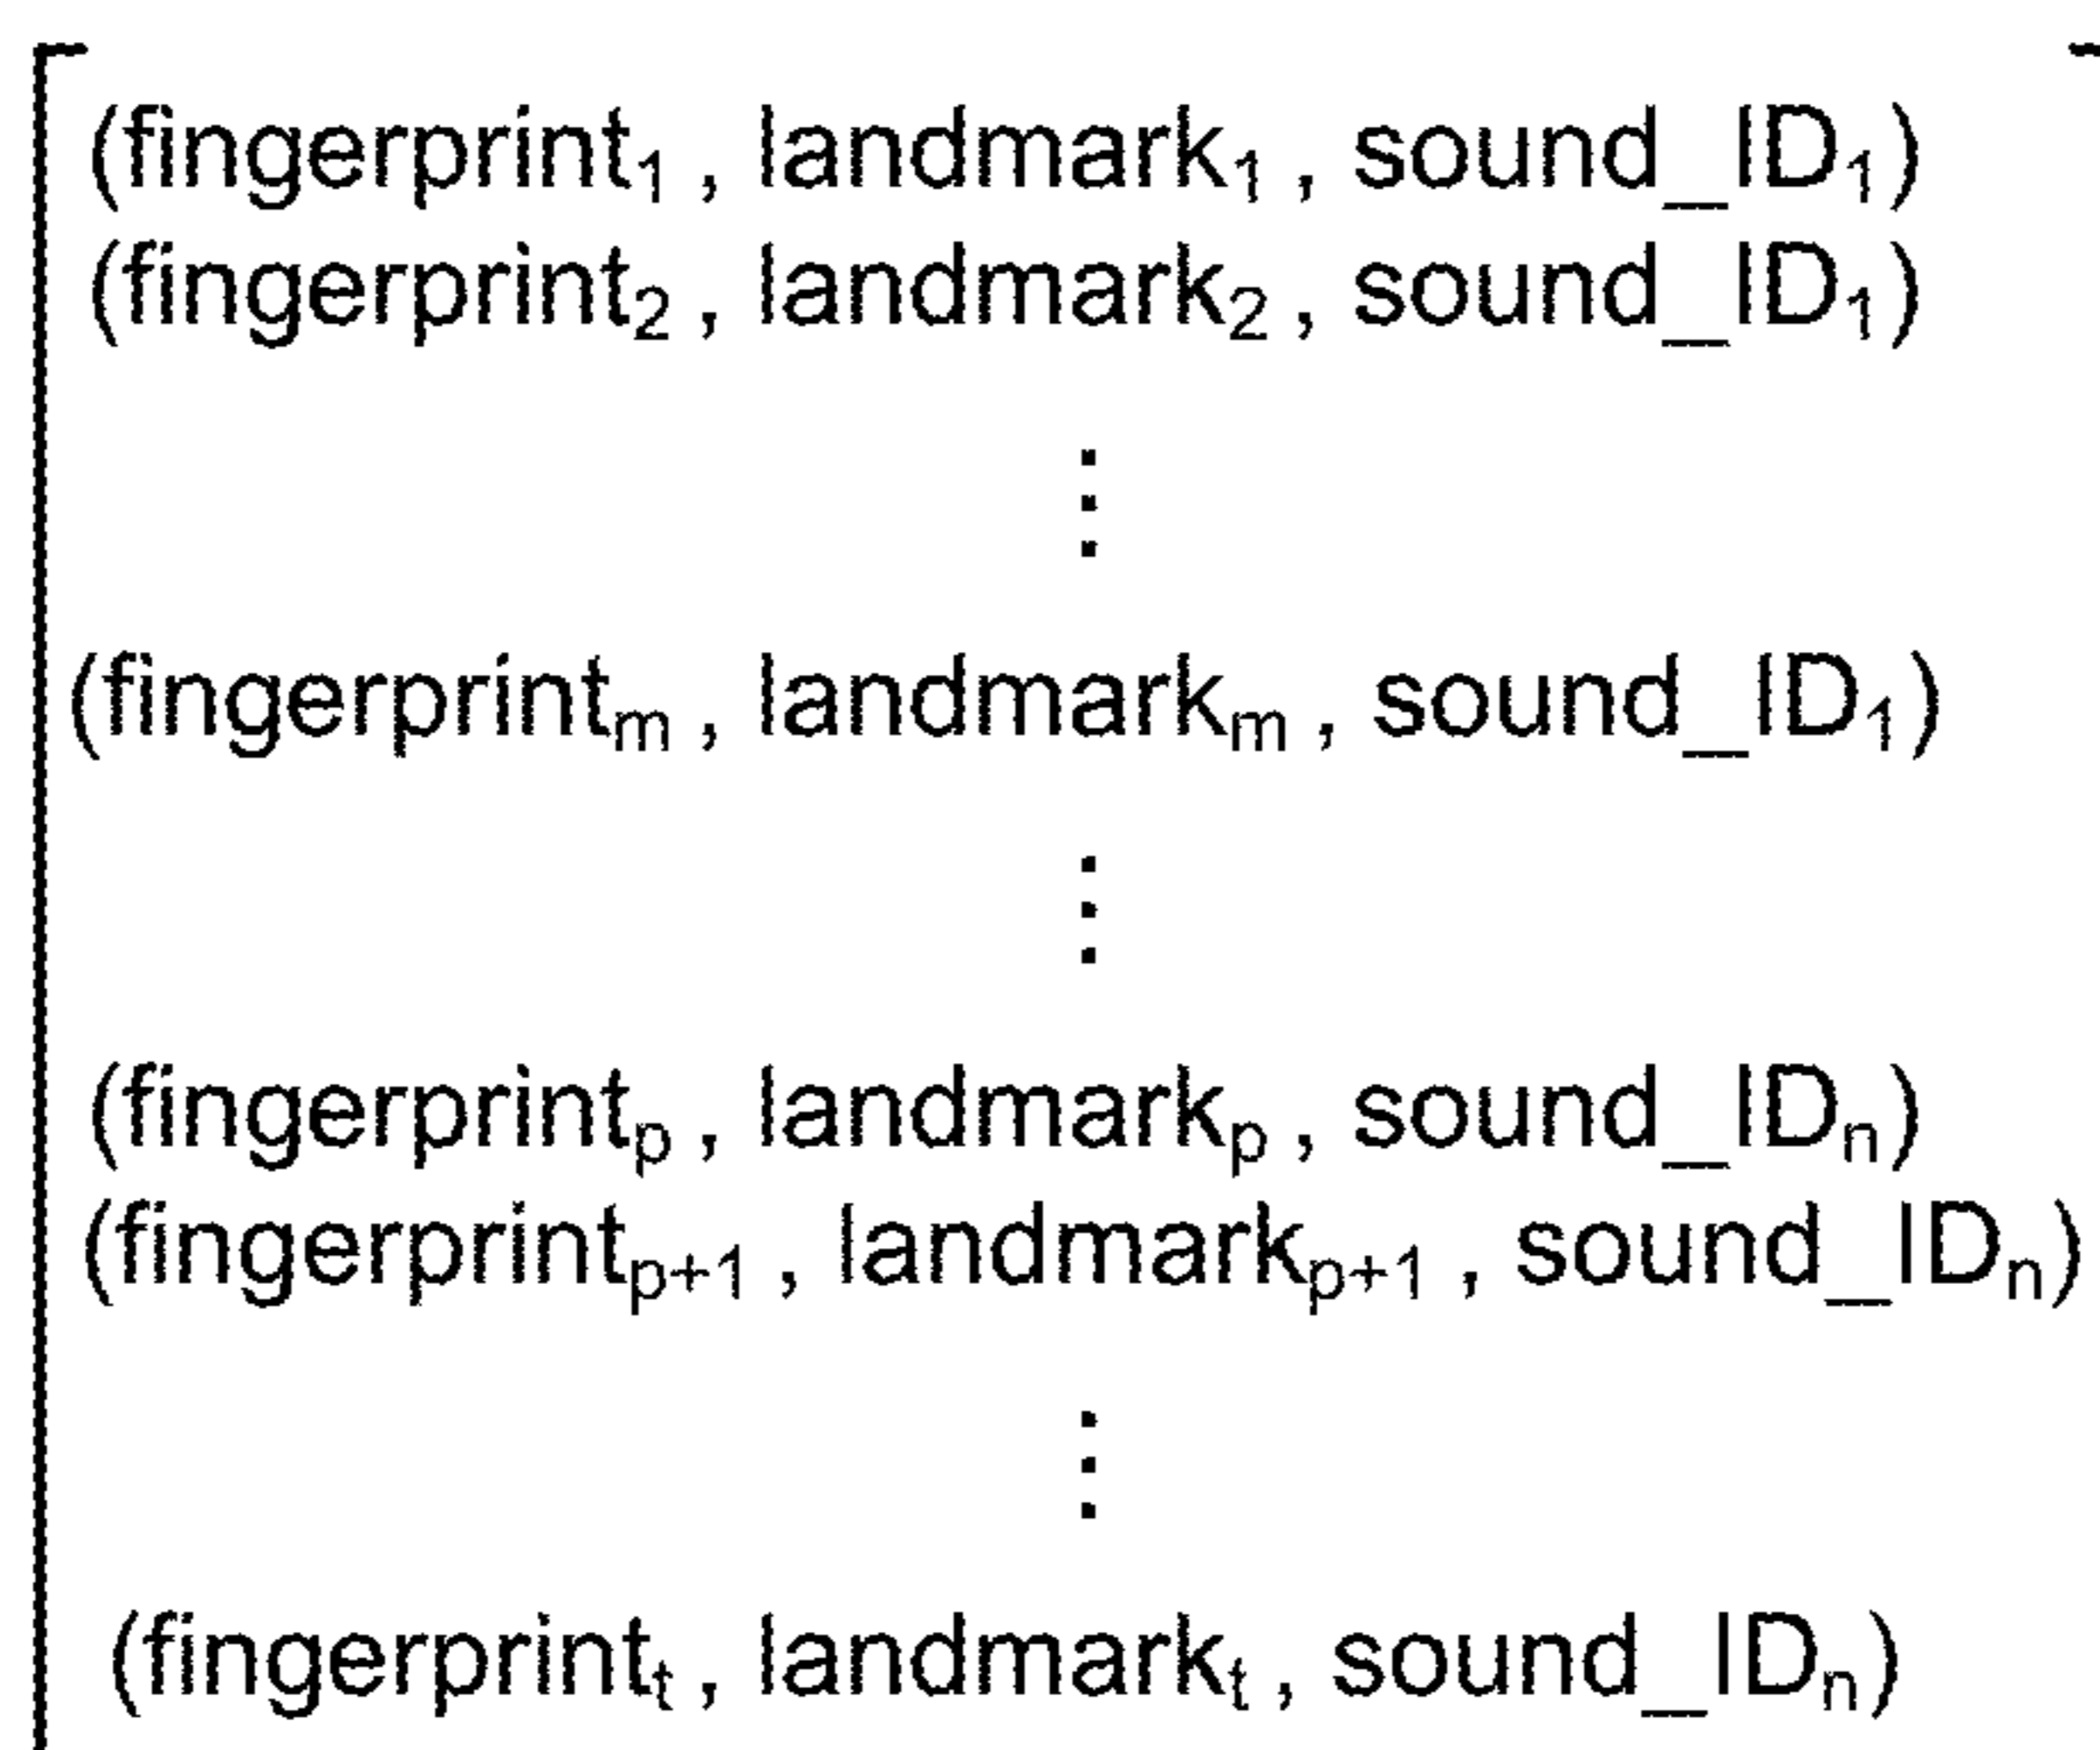 (fingerprint₁, landmark₁, sound_ID₁)
(fingerprint₂, landmark₂, sound_ID₁)
⋮
(fingerprintₘ, landmarkₘ, sound_ID₁)
⋮
(fingerprintₚ, landmarkₚ, sound_IDₙ)
(fingerprintₚ₊₁, landmarkₚ₊₁, sound_IDₙ)
⋮
(fingerprintₜ, landmarkₜ, sound_IDₙ)